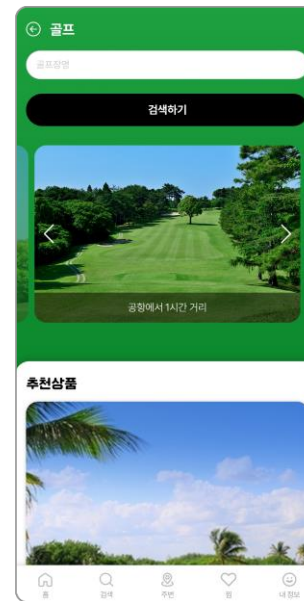 골프
골프장명
검색하기
공항에서 1시간 거리
추천상품
홈
검색
주변
찜
내 정보